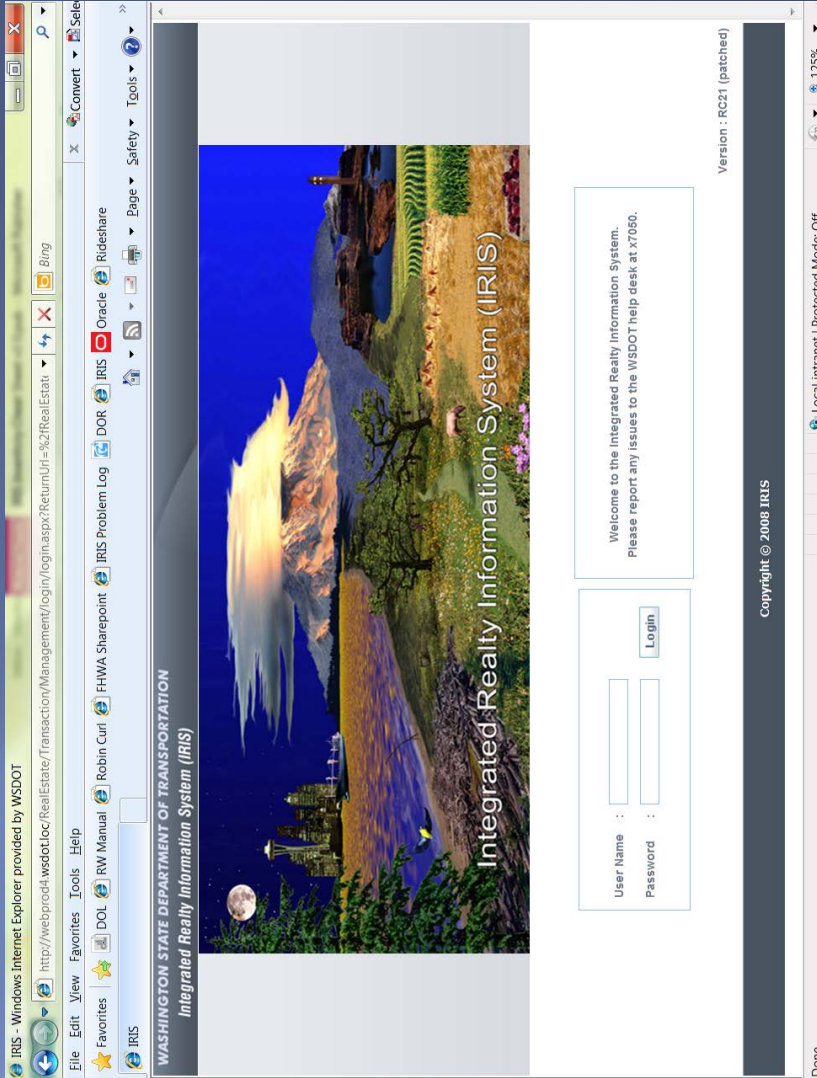 IRIS - Windows Internet Explorer provided by WSDOT
http://webprod4.wsdot.loc/RealEstate/Transaction/Management/login/login.aspx?ReturnUrl=%2fRealEstat
Bing
File Edit View Favorites Tools Help
x Convert Selec
Favorites DOL RW Manual Robin Curl FHWA Sharepoint IRIS Problem Log DOR IRIS Oracle Rideshare
IRIS
Page Safety Tools
WASHINGTON STATE DEPARTMENT OF TRANSPORTATION
Integrated Realty Information System (IRIS)
Integrated Realty Information System (IRIS)
User Name :
Password :
Login
Welcome to the Integrated Realty Information System.
Please report any issues to the WSDOT help desk at x7050.
Version : RC21 (patched)
Copyright © 2008 IRIS
Done
Local intranet | Protected Mode: Off
125%